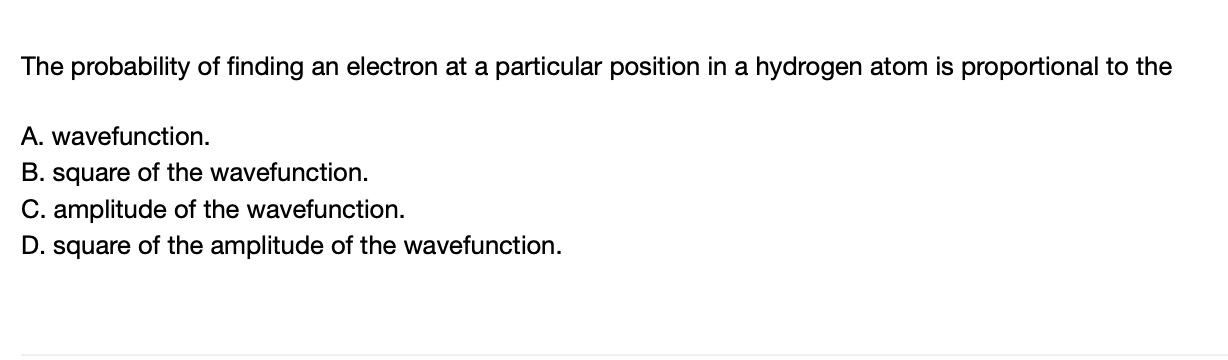 The probability of finding an electron at a particular position in a hydrogen atom is proportional to the
A. wavefunction.
B. square of the wavefunction.
C. amplitude of the wavefunction.
D. square of the amplitude of the wavefunction.